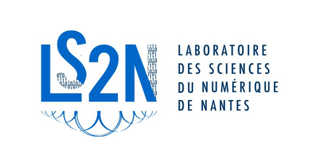 LS2N
LABORATOIRE
DES SCIENCES
DU NUMÉRIQUE
DE NANTES